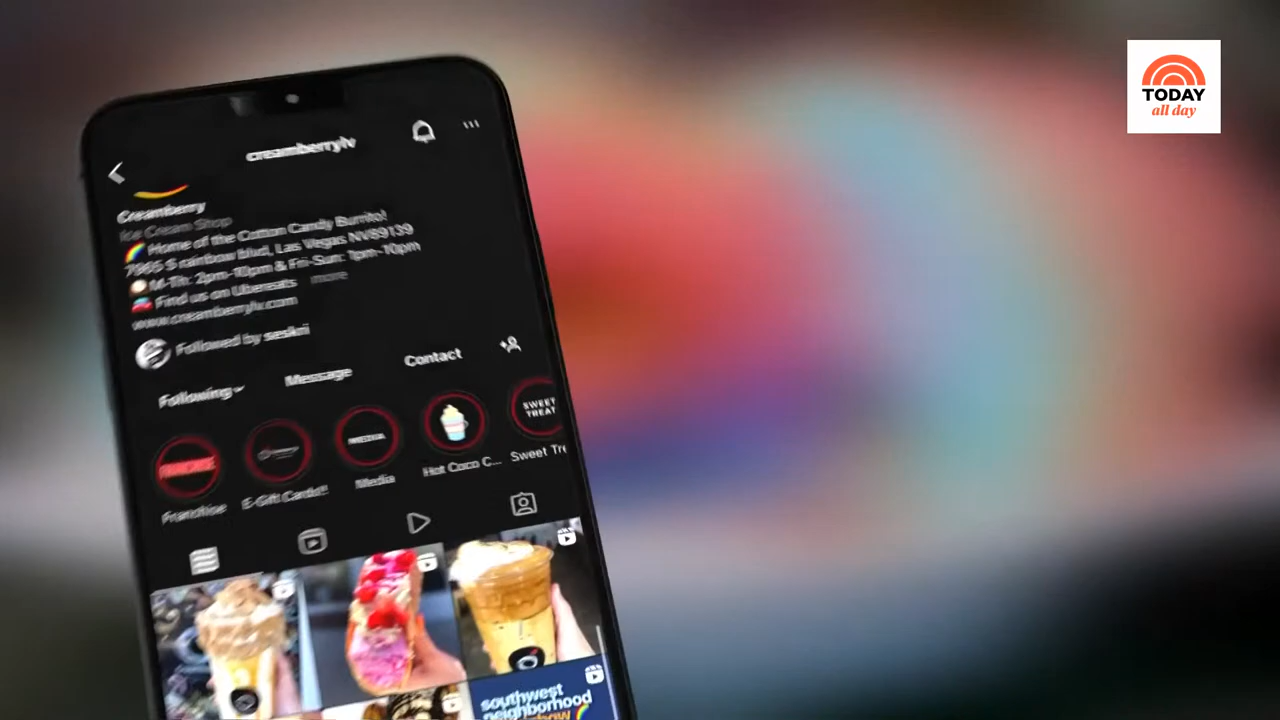 TODAY
all day
creamberrylv
Creamberry
Ice Cream Shop
Home of the Cotton Candy Burrito!
7965 S rainbow blvd, Las Vegas NV89139
M-Th: 2pm-10pm & Fri-Sun: 1pm-10pm
Find us on Ubereats more
www.creamberrylv.com
Followed by
Following Message Contact
MEDIA
SWEET
TREAT
Franchise E-Gift Cards!! Media Hot Coco C... Sweet Tre
southwest
neighborhood